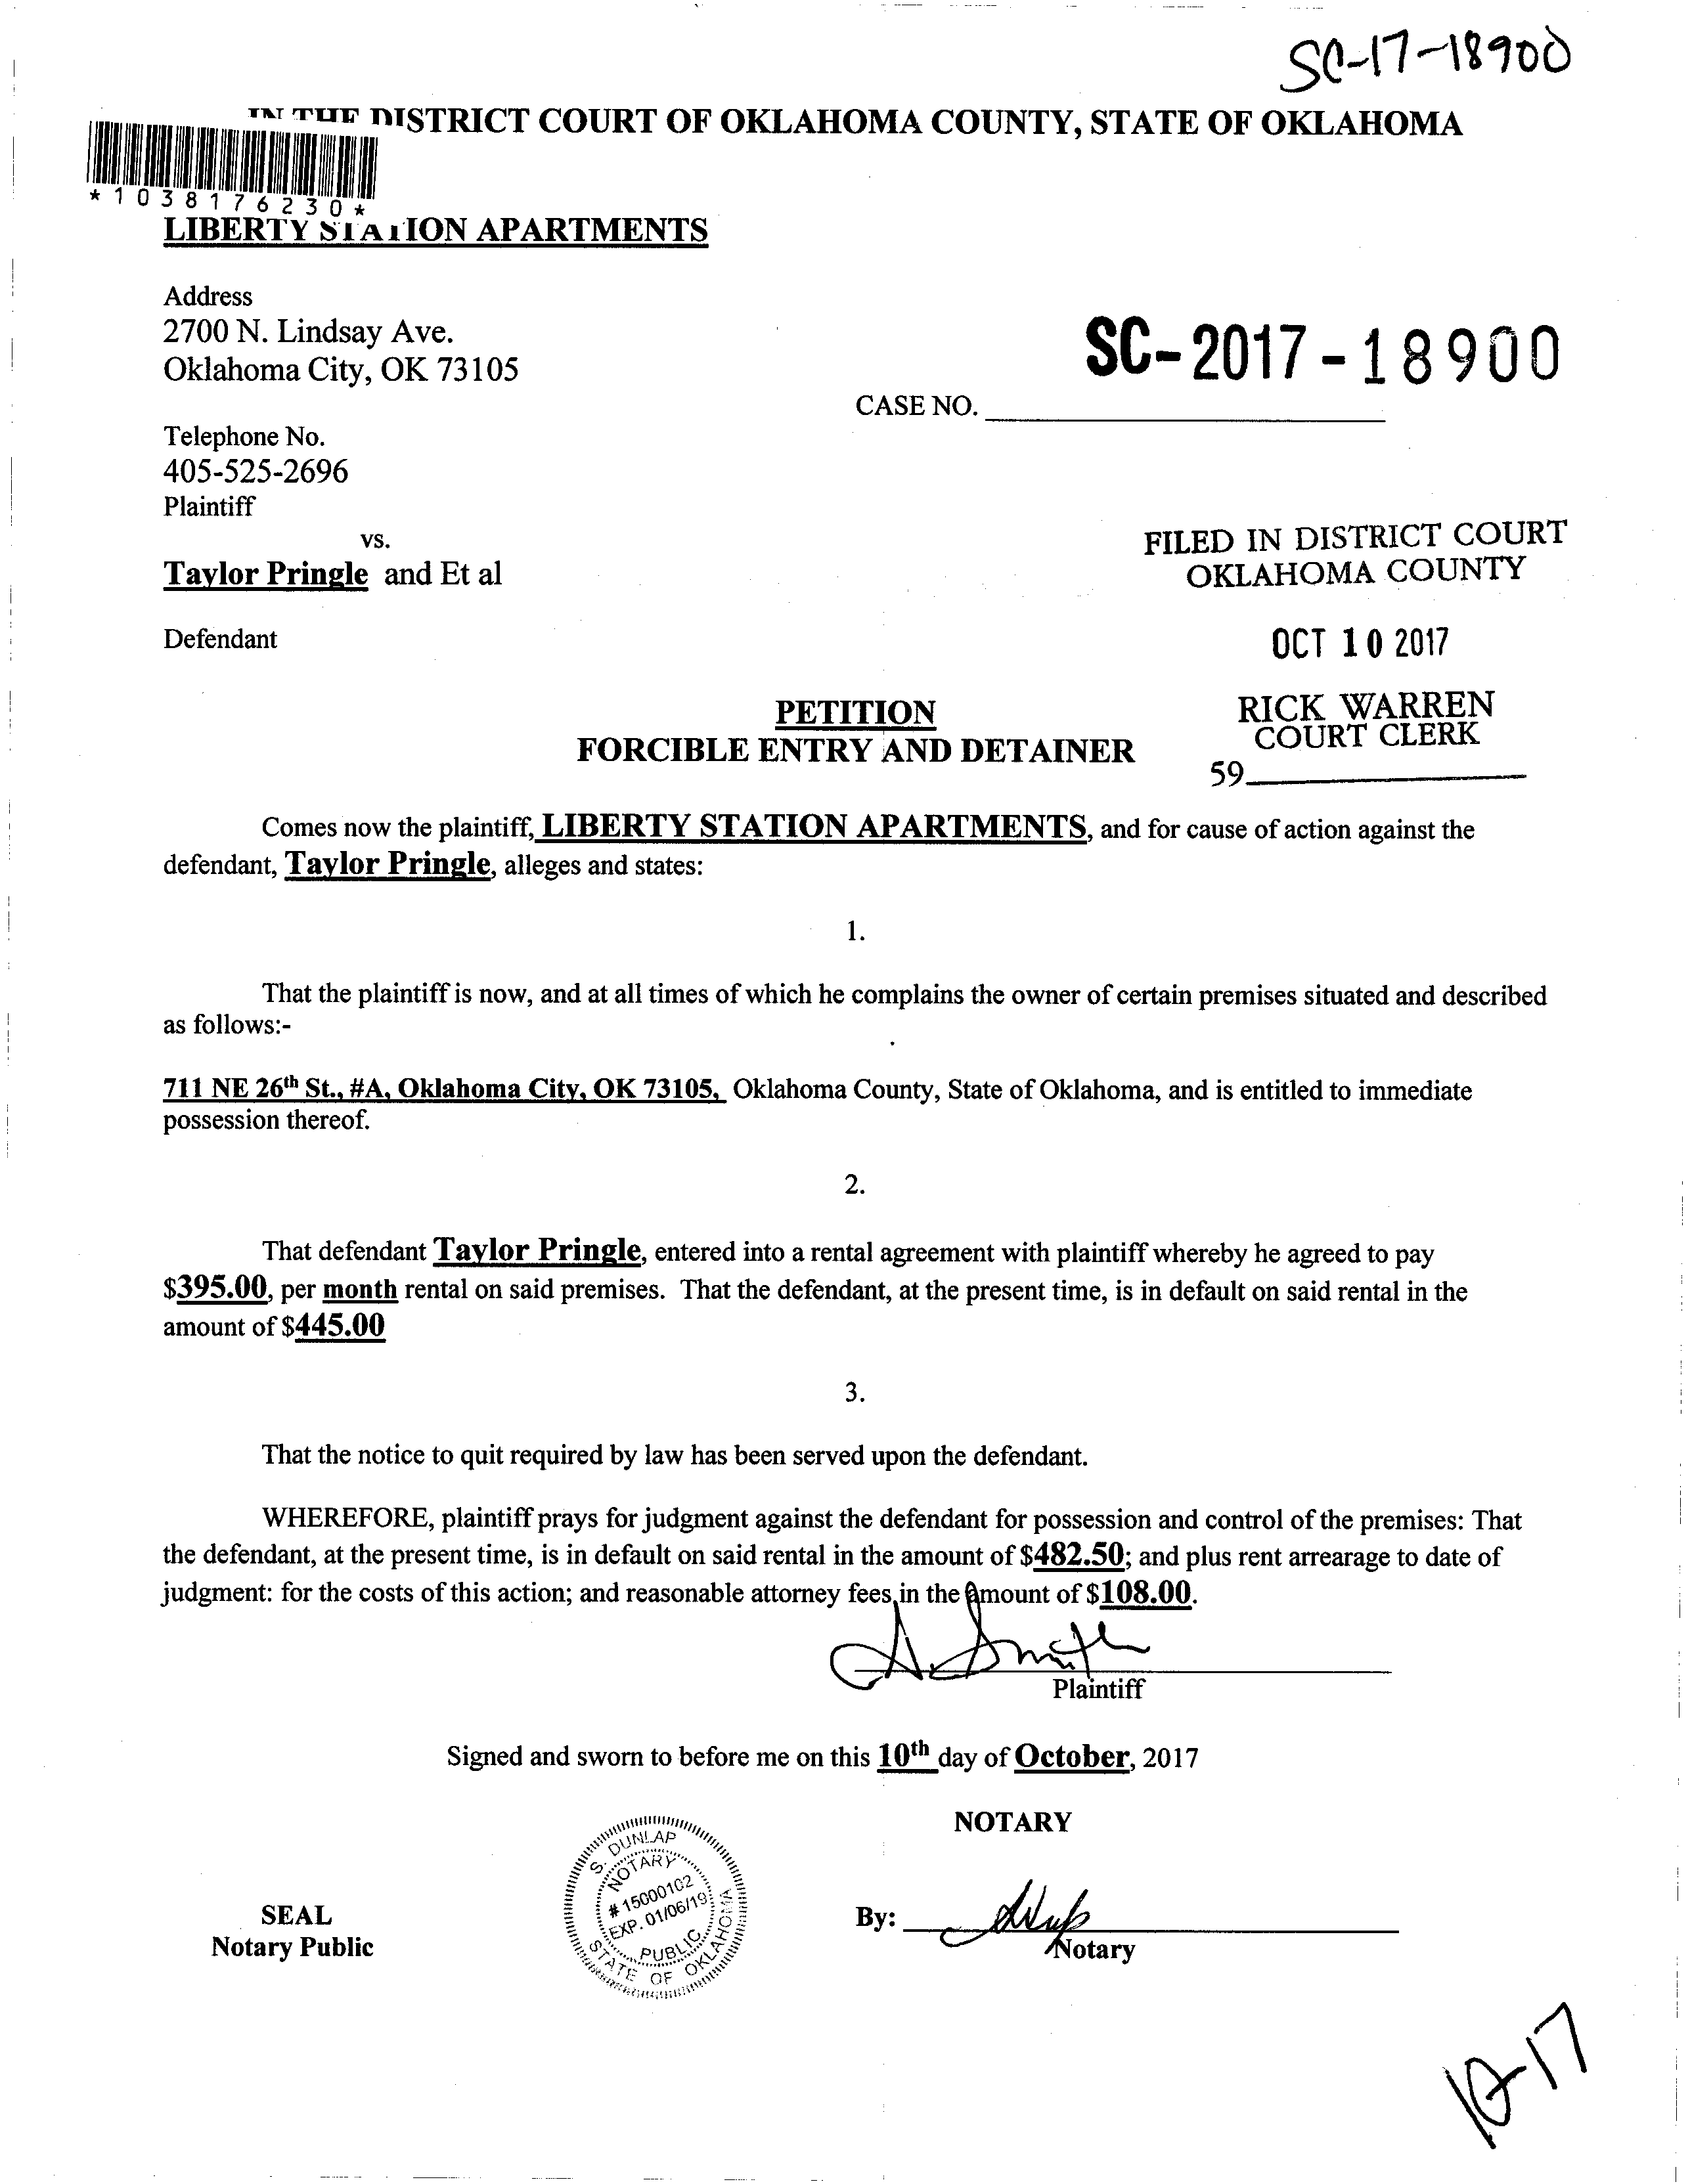 SC-17-18900
IN THE DISTRICT COURT OF OKLAHOMA COUNTY, STATE OF OKLAHOMA
*1038176230*
LIBERTY STATION APARTMENTS
Address
2700 N. Lindsay Ave.
Oklahoma City, OK 73105
SC-2017-18900
CASE NO.
Telephone No.
405-525-2696
Plaintiff
vs.
Taylor Pringle and Et al
Defendant
FILED IN DISTRICT COURT
OKLAHOMA COUNTY
OCT 10 2017
RICK WARREN
COURT CLERK
59
PETITION
FORCIBLE ENTRY AND DETAINER
Comes now the plaintiff, LIBERTY STATION APARTMENTS, and for cause of action against the
defendant, Taylor Pringle, alleges and states:
1.
That the plaintiff is now, and at all times of which he complains the owner of certain premises situated and described
as follows:-
711 NE 26th St., #A, Oklahoma City, OK 73105, Oklahoma County, State of Oklahoma, and is entitled to immediate
possession thereof.
2.
That defendant Taylor Pringle, entered into a rental agreement with plaintiff whereby he agreed to pay
$395.00, per month rental on said premises. That the defendant, at the present time, is in default on said rental in the
amount of $445.00
3.
That the notice to quit required by law has been served upon the defendant.
WHEREFORE, plaintiff prays for judgment against the defendant for possession and control of the premises: That
the defendant, at the present time, is in default on said rental in the amount of $482.50; and plus rent arrearage to date of
judgment: for the costs of this action; and reasonable attorney fees in the amount of $108.00.
A. Smith
Plaintiff
Signed and sworn to before me on this 10th day of October, 2017
NOTARY
SEAL
Notary Public
S. DUNLAP
NOTARY
# 15000102
EXP. 01/06/19
PUBLIC
STATE OF OKLAHOMA
By:
Notary
10-17